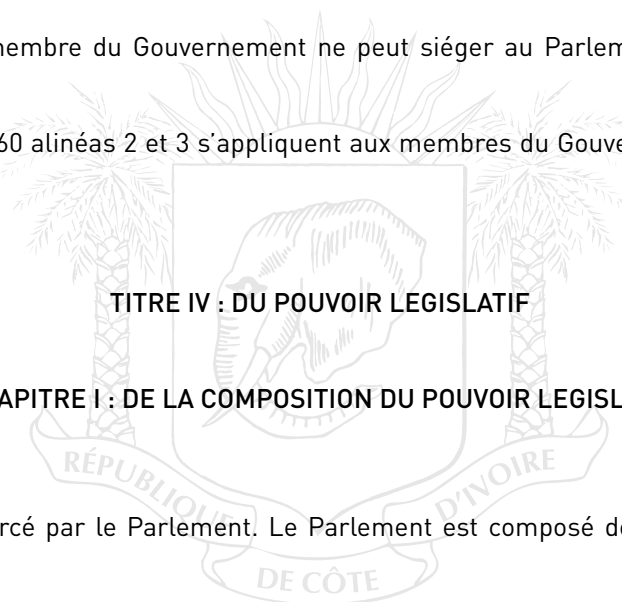 membre du Gouvernement ne peut siéger au Parlem
60 alinéas 2 et 3 s'appliquent aux membres du Gouve
TITRE IV : DU POUVOIR LEGISLATIF
APITRE I : DE LA COMPOSITION DU POUVOIR LEGISL
RÉPUBLIQUE DE CÔTE D'IVOIRE
rcé par le Parlement. Le Parlement est composé de